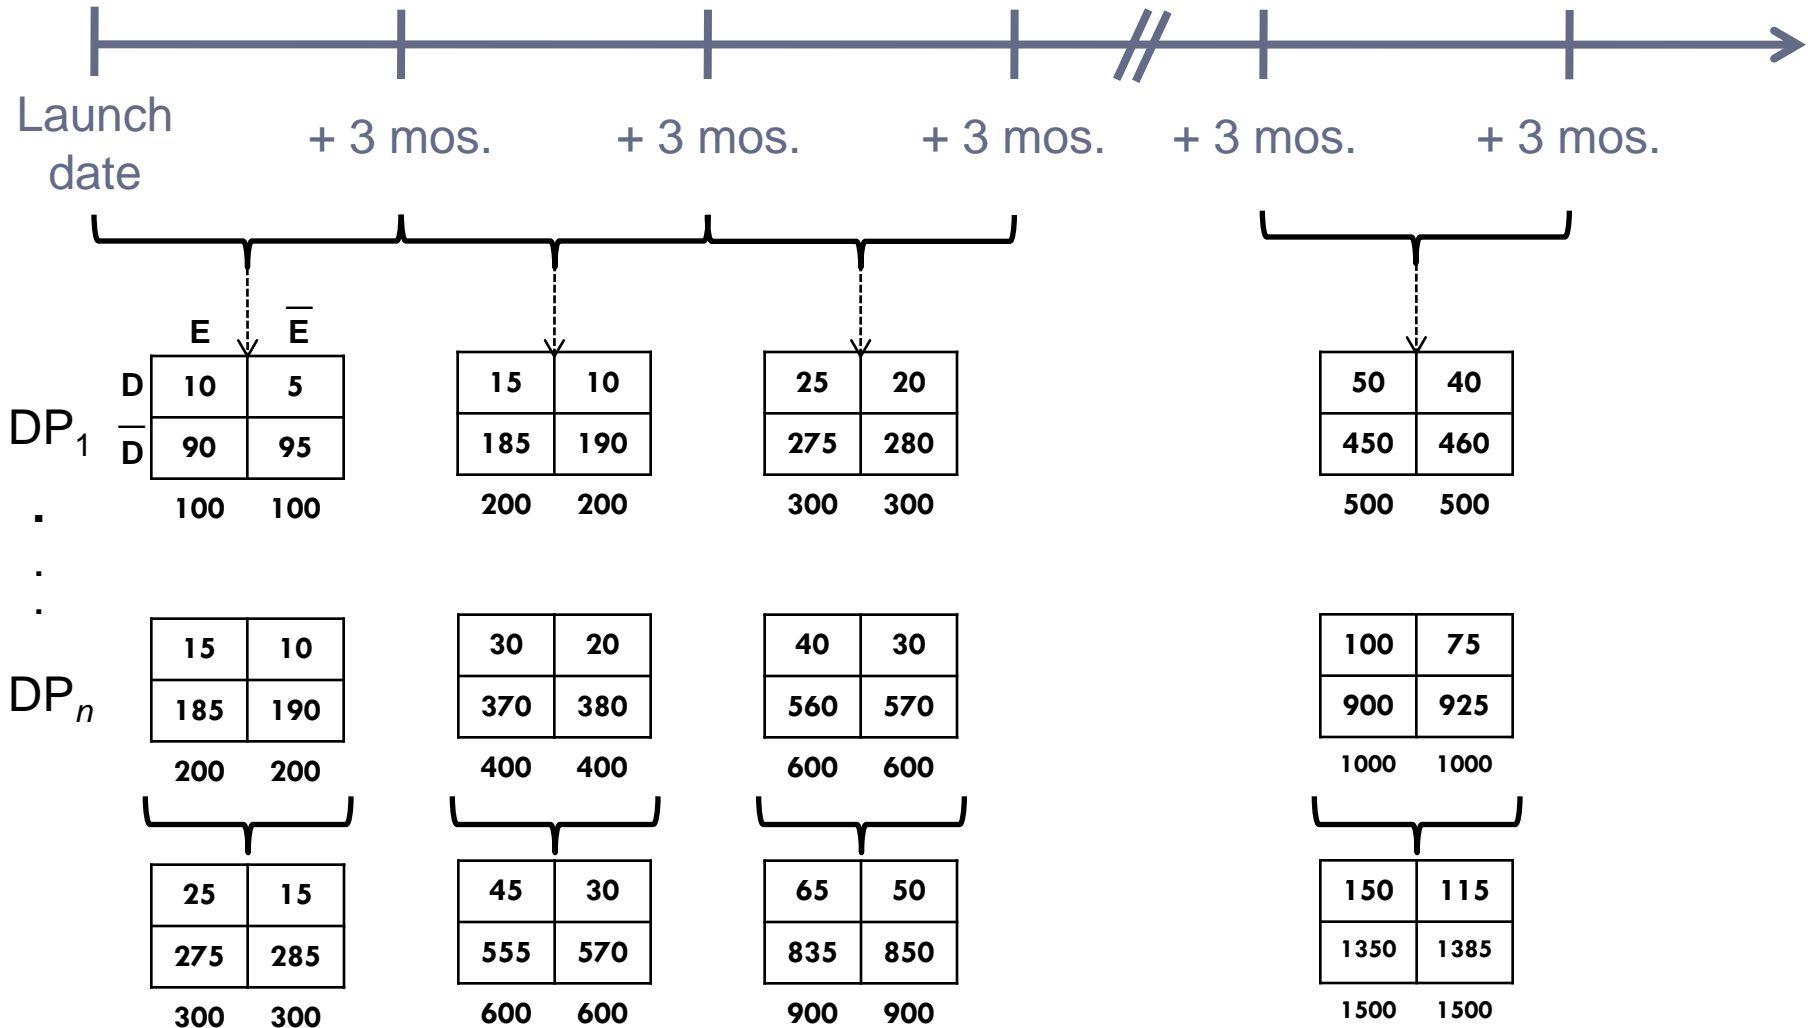 Launch date
+ 3 mos. + 3 mos. + 3 mos. + 3 mos. + 3 mos.
E E̅
D 10 5 15 10 25 20 50 40
DP₁
D̅ 90 95 185 190 275 280 450 460
100 100 200 200 300 300 500 500
.
.
.
15 10 30 20 40 30 100 75
DPₙ
185 190 370 380 560 570 900 925
200 200 400 400 600 600 1000 1000
25 15 45 30 65 50 150 115
275 285 555 570 835 850 1350 1385
300 300 600 600 900 900 1500 1500